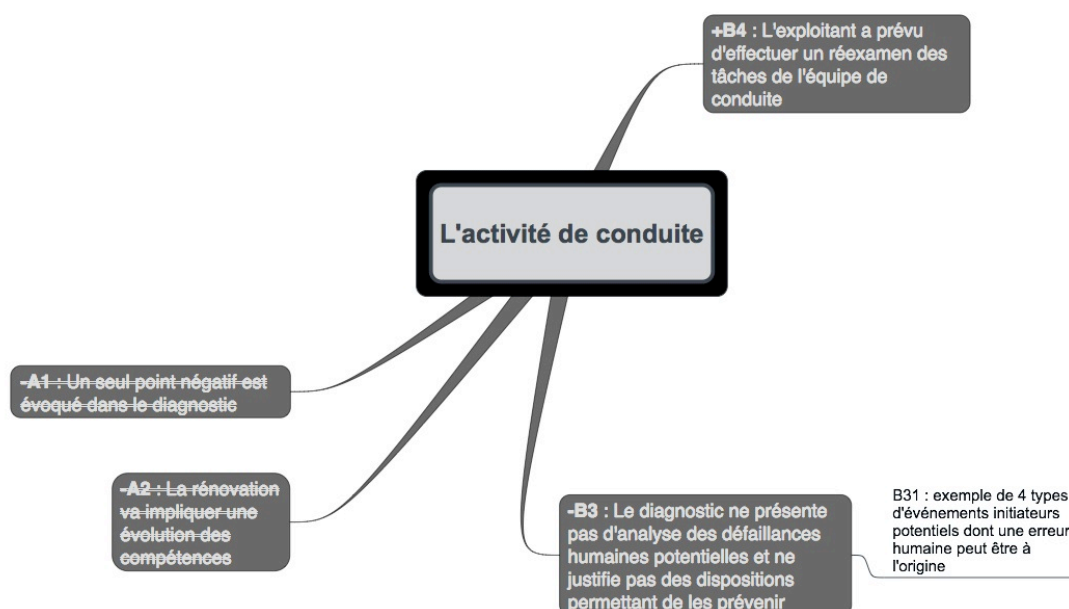 +B4 : L'exploitant a prévu
d'effectuer un réexamen des
tâches de l'équipe de
conduite
L'activité de conduite
-A1 : Un seul point négatif est
évoqué dans le diagnostic
-A2 : La rénovation
va impliquer une
évolution des
compétences
-B3 : Le diagnostic ne présente
pas d'analyse des défaillances
humaines potentielles et ne
justifie pas des dispositions
permettant de les prévenir
B31 : exemple de 4 types
d'événements initiateurs
potentiels dont une erreur
humaine peut être à
l'origine